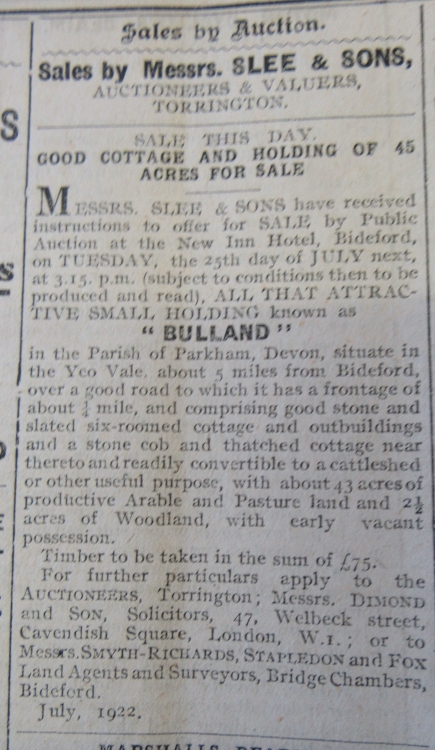 Sales by Auction.
Sales by Messrs. SLEE & SONS,
AUCTIONEERS & VALUERS,
TORRINGTON.
SALE THIS DAY.
GOOD COTTAGE AND HOLDING OF 45
ACRES FOR SALE
MESSRS. SLEE & SONS have received
instructions to offer for SALE by Public
Auction at the New Inn Hotel, Bideford,
on TUESDAY, the 25th day of JULY next,
at 3.15. p.m. (subject to conditions then to be
produced and read), ALL THAT ATTRAC-
TIVE SMALL HOLDING known as
"BULLAND"
in the Parish of Parkham, Devon, situate in
the Yeo Vale, about 5 miles from Bideford,
over a good road to which it has a frontage of
about mile, and comprising good stone and
slated six-roomed cottage and outbuildings
and a stone cob and thatched cottage near
thereto and readily convertible to a cattleshed
or other useful purpose, with about 43 acres of
productive Arable and Pasture land and 2½
acres of Woodland, with early vacant
possession.
Timber to be taken in the sum of £75.
For further particulars apply to the
AUCTIONEERS, Torrington; Messrs. DIMOND
and SON, Solicitors, 47, Welbeck street,
Cavendish Square, London, W.1.; or to
Messrs. SMYTH-RICHARDS, STAPLEDON and FOX
Land Agents and Surveyors, Bridge Chambers,
Bideford.
July, 1922.